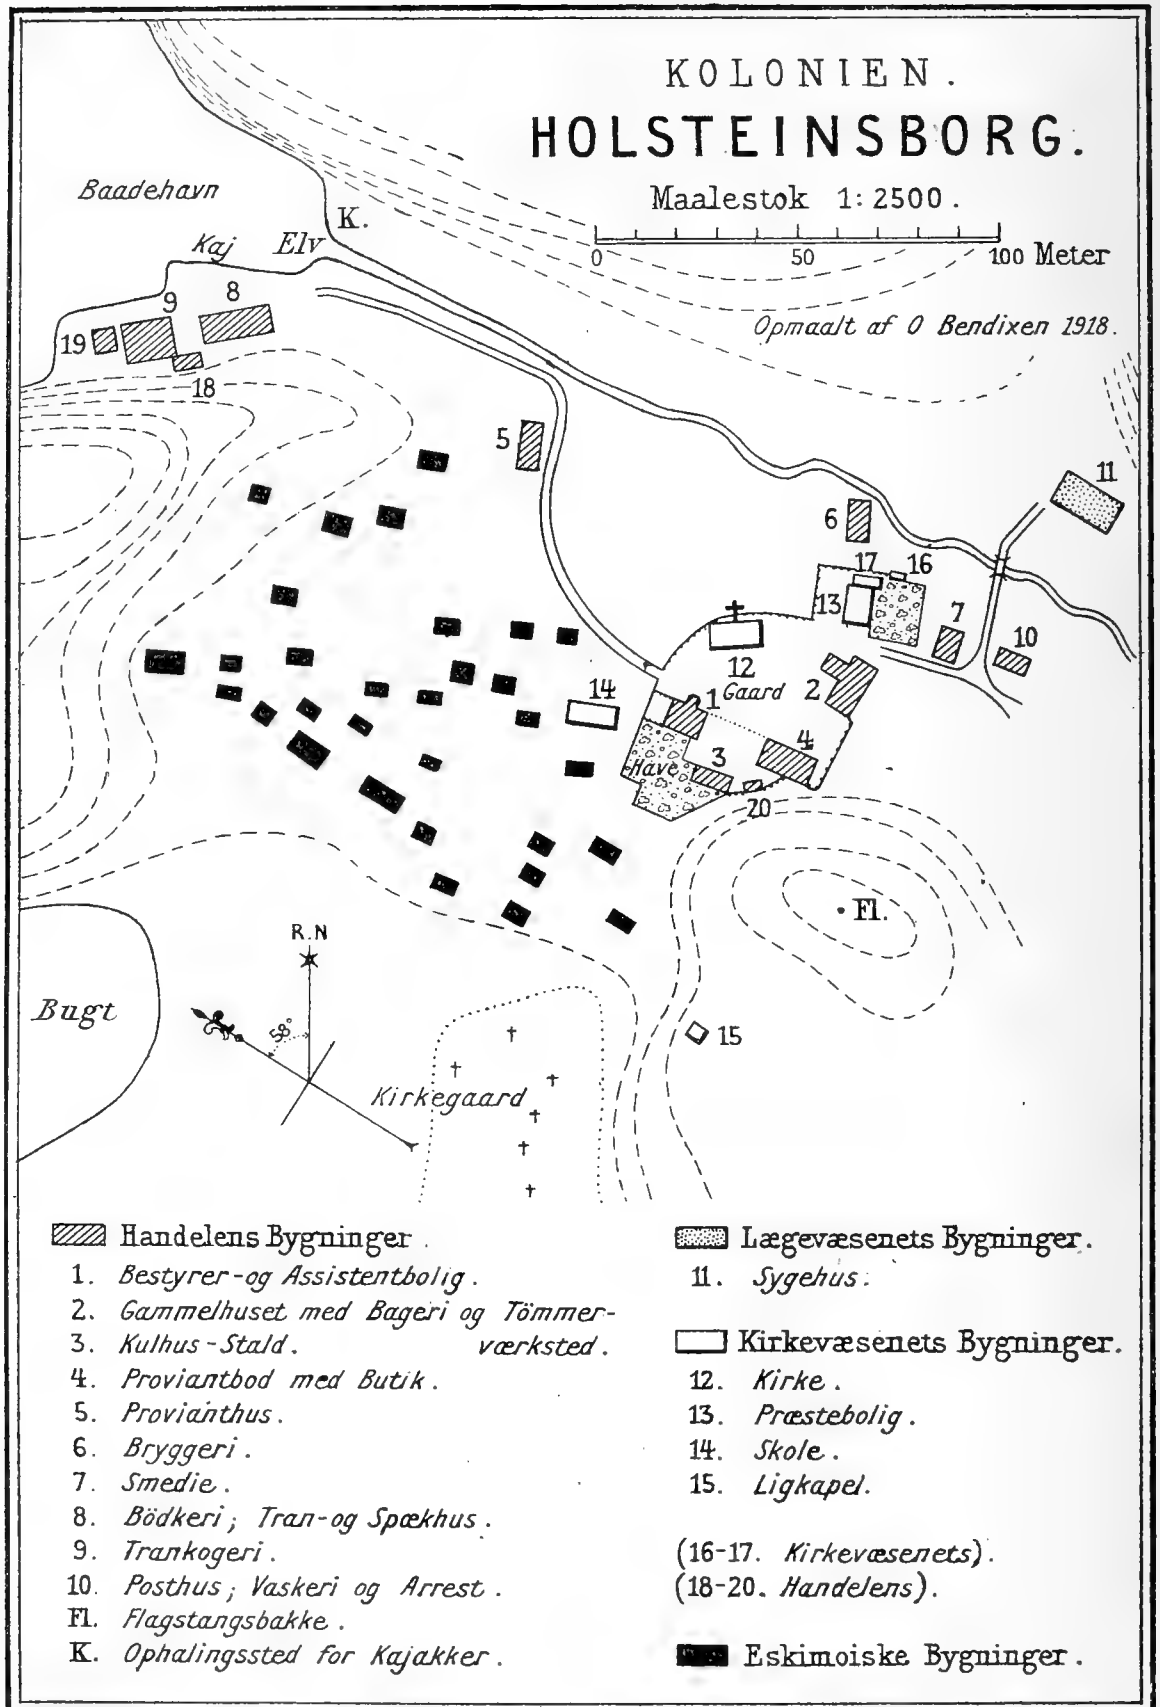 KOLONIEN.
HOLSTEINSBORG.
Maalestok 1:2500.
0 50 100 Meter
Opmaalt af O Bendixen 1918.
Baadehavn
K.
Kaj Elv
9 8
19
18
5
11
6
17 16
13
7
10
12
Gaard
2
14
1
4
3
Have
20
Fl.
R.N
58°
Bugt
15
Kirkegaard
Handelens Bygninger.
1. Bestyrer-og Assistentbolig.
2. Gammelhuset med Bageri og Tömmer-
3. Kulhus-Stald. værksted.
4. Proviantbod med Butik.
5. Provianthus.
6. Bryggeri.
7. Smedie.
8. Bödkeri; Tran-og Spækhus.
9. Trankogeri.
10. Posthus; Vaskeri og Arrest.
Fl. Flagstangsbakke.
K. Ophalingssted for Kajakker.
Lægevæsenets Bygninger.
11. Sygehus.
Kirkevæsenets Bygninger.
12. Kirke.
13. Præstebolig.
14. Skole.
15. Ligkapel.
(16-17. Kirkevæsenets).
(18-20. Handelens).
Eskimoiske Bygninger.